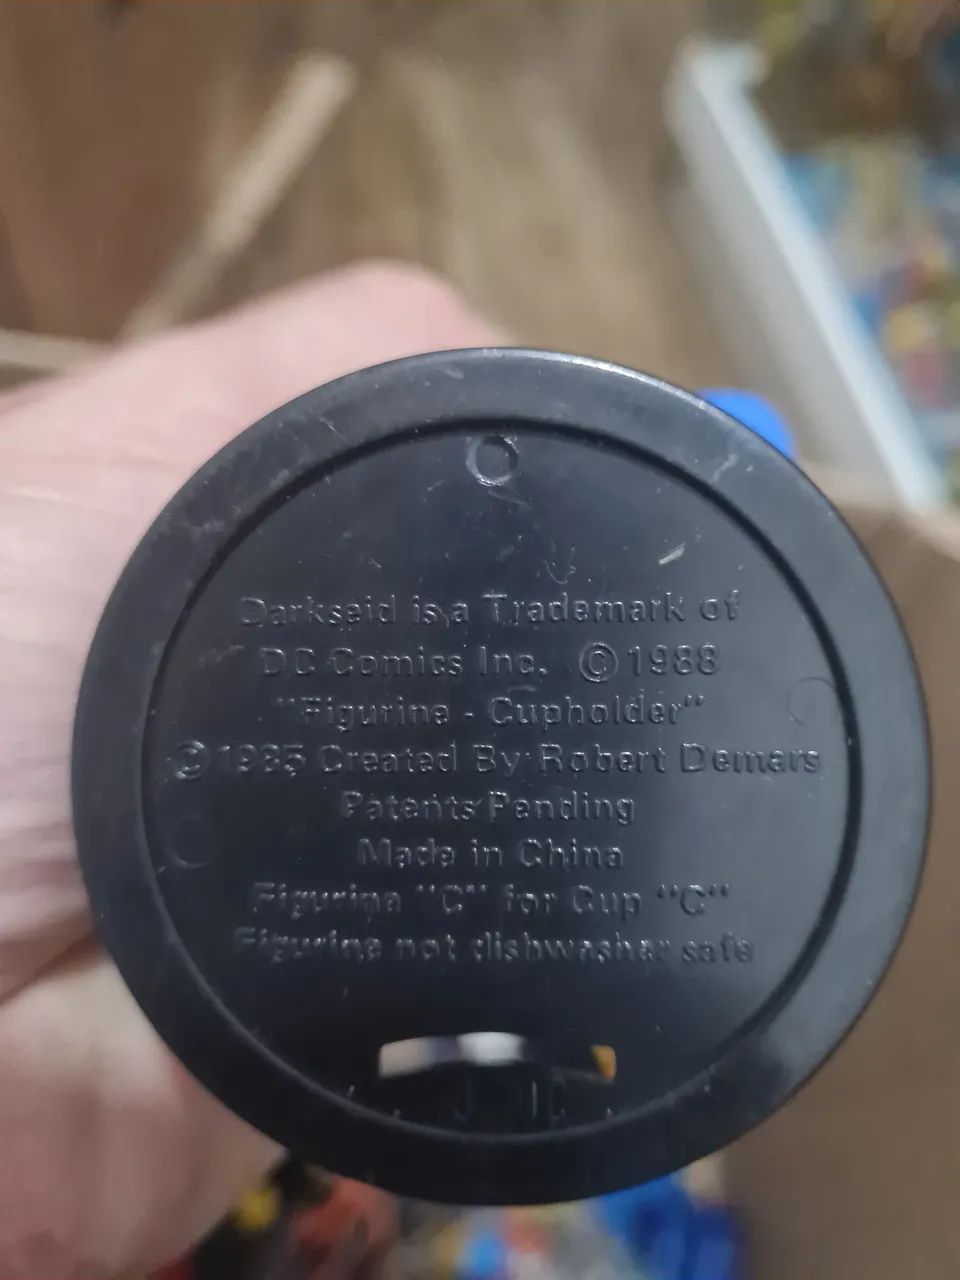 Darkseid is a Trademark of
DC Comics Inc. © 1988
"Figurine - Cupholder"
© 1985 Created By Robert Demars
Patents Pending
Made in China
Figurine "C" for Cup "C"
Figurine not dishwasher safe